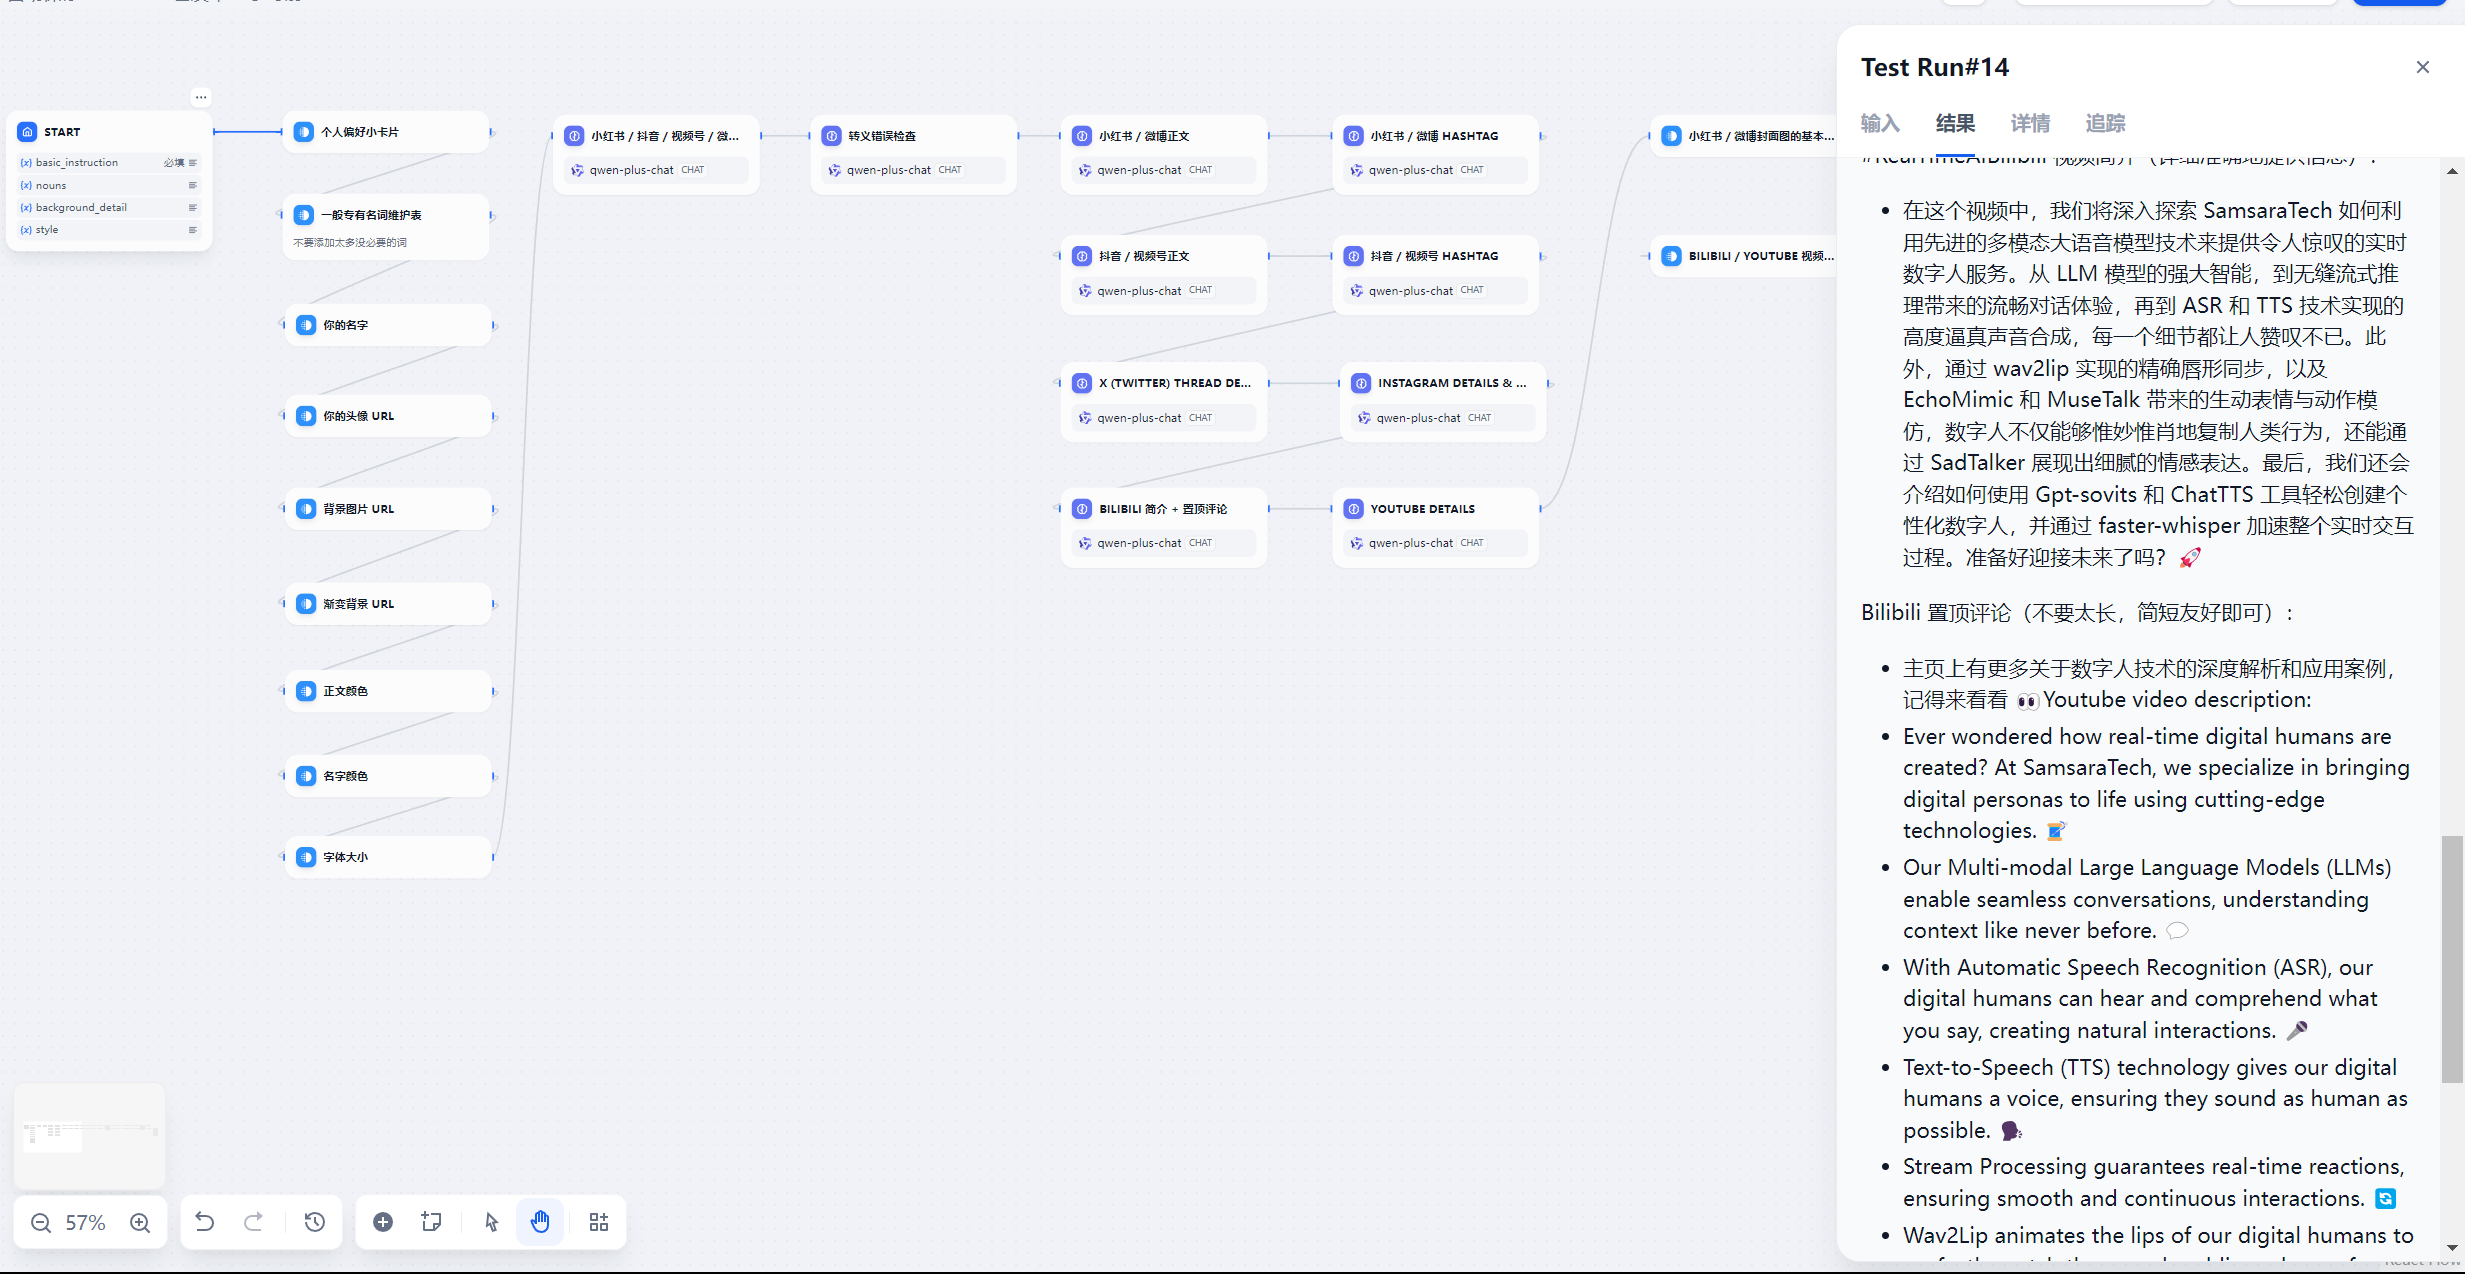 START
basic_instruction 必填
nouns
background_detail
style
个人偏好小卡片
一般专有名词维护表
不要添加太多没必要的词
你的名字
你的头像 URL
背景图片 URL
渐变背景 URL
正文颜色
名字颜色
字体大小
小红书 / 抖音 / 视频号 / 微...
qwen-plus-chat CHAT
转义错误检查
qwen-plus-chat CHAT
小红书 / 微博正文
qwen-plus-chat CHAT
小红书 / 微博 HASHTAG
qwen-plus-chat CHAT
抖音 / 视频号正文
qwen-plus-chat CHAT
抖音 / 视频号 HASHTAG
qwen-plus-chat CHAT
X (TWITTER) THREAD DE...
qwen-plus-chat CHAT
INSTAGRAM DETAILS & ...
qwen-plus-chat CHAT
BILIBILI 简介 + 置顶评论
qwen-plus-chat CHAT
YOUTUBE DETAILS
qwen-plus-chat CHAT
小红书 / 微博封面图的基本...
BILIBILI / YOUTUBE 视频...
57%
Test Run#14
输入 结果 详情 追踪
#RealTimeAIBilibili 视频简介（详细准确地提供信息）:
在这个视频中，我们将深入探索 SamsaraTech 如何利
用先进的多模态大语音模型技术来提供令人惊叹的实时
数字人服务。从 LLM 模型的强大智能，到无缝流式推
理带来的流畅对话体验，再到 ASR 和 TTS 技术实现的
高度逼真声音合成，每一个细节都让人赞叹不已。此
外，通过 wav2lip 实现的精确唇形同步，以及
EchoMimic 和 MuseTalk 带来的生动表情与动作模
仿，数字人不仅能够惟妙惟肖地复制人类行为，还能通
过 SadTalker 展现出细腻的情感表达。最后，我们还会
介绍如何使用 Gpt-sovits 和 ChatTTS 工具轻松创建个
性化数字人，并通过 faster-whisper 加速整个实时交互
过程。准备好迎接未来了吗？🚀
Bilibili 置顶评论（不要太长，简短友好即可）:
主页上有更多关于数字人技术的深度解析和应用案例，
记得来看看 👀Youtube video description:
Ever wondered how real-time digital humans are
created? At SamsaraTech, we specialize in bringing
digital personas to life using cutting-edge
technologies. 🧵
Our Multi-modal Large Language Models (LLMs)
enable seamless conversations, understanding
context like never before. 💬
With Automatic Speech Recognition (ASR), our
digital humans can hear and comprehend what
you say, creating natural interactions. 🎤
Text-to-Speech (TTS) technology gives our digital
humans a voice, ensuring they sound as human as
possible. 🗣
Stream Processing guarantees real-time reactions,
ensuring smooth and continuous interactions. 🔄
Wav2Lip animates the lips of our digital humans to